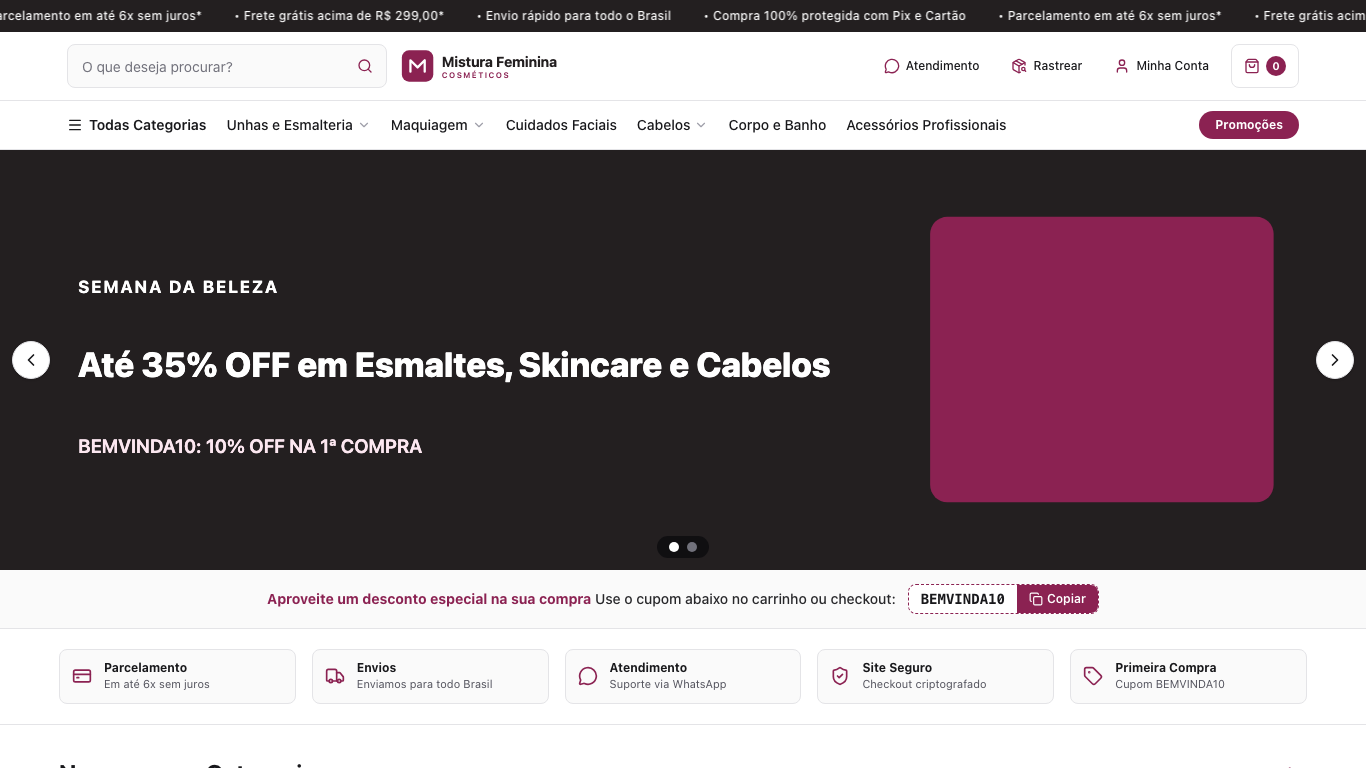 arcelamento em até 6x sem juros* • Frete grátis acima de R$ 299,00* • Envio rápido para todo o Brasil • Compra 100% protegida com Pix e Cartão • Parcelamento em até 6x sem juros* • Frete grátis acim
O que deseja procurar?
Mistura Feminina
COSMÉTICOS
Atendimento
Rastrear
Minha Conta
0
Todas Categorias
Unhas e Esmalteria
Maquiagem
Cuidados Faciais
Cabelos
Corpo e Banho
Acessórios Profissionais
Promoções
SEMANA DA BELEZA
Até 35% OFF em Esmaltes, Skincare e Cabelos
BEMVINDA10: 10% OFF NA 1ª COMPRA
Aproveite um desconto especial na sua compra Use o cupom abaixo no carrinho ou checkout:
BEMVINDA10
Copiar
Parcelamento
Em até 6x sem juros
Envios
Enviamos para todo Brasil
Atendimento
Suporte via WhatsApp
Site Seguro
Checkout criptografado
Primeira Compra
Cupom BEMVINDA10